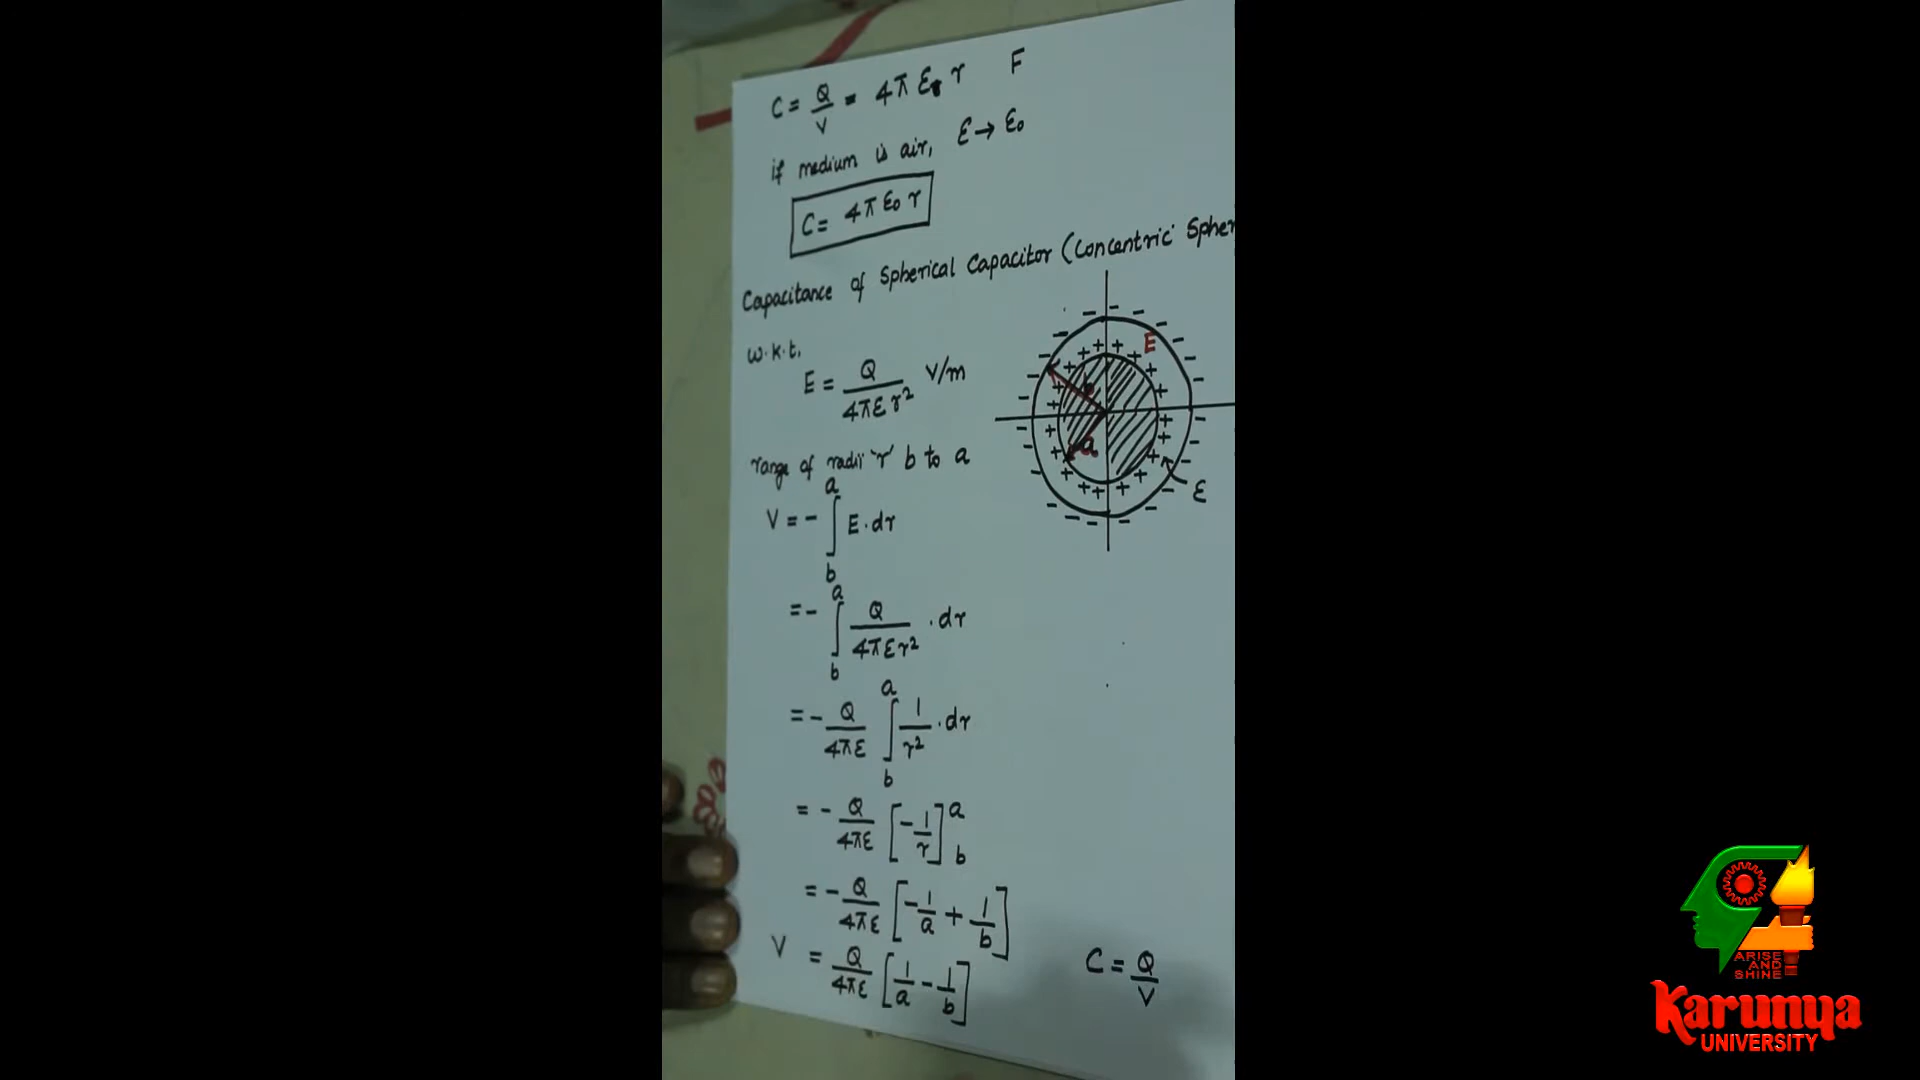 C = Q/V = 4π ε r F
if medium is air, ε → ε0
C = 4π ε0 r
Capacitance of Spherical Capacitor (Concentric Spher
w.k.t.
E = Q/4πε r² V/m
range of radii 'r' b to a
V = - ∫_b^a E · dr
= - ∫_b^a Q/4πεr² · dr
= - Q/4πε ∫_b^a 1/r² · dr
= - Q/4πε [-1/r]_b^a
= - Q/4πε [-1/a + 1/b]
V = Q/4πε [1/a - 1/b]
C = Q/V
E
b
a
ε
ARISE
AND
SHINE
Karunya
UNIVERSITY